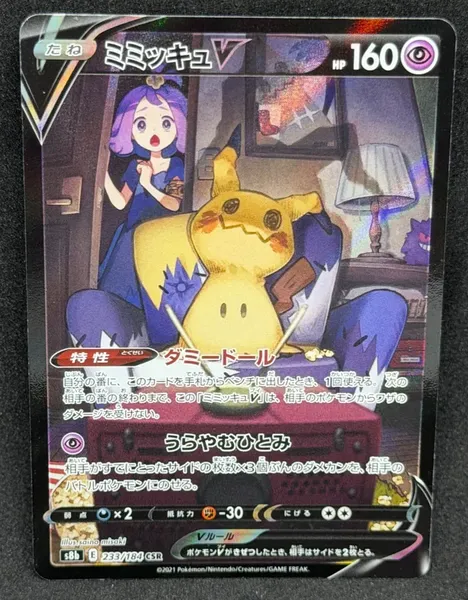 たね ミミッキュV HP 160
特性 とくせい ダミードール
自分の番に、このカードを手札からベンチに出したとき、1回使える。次の
相手の番の終わりまで、この「ミミッキュV」は、相手のポケモンからワザの
ダメージを受けない。
うらやむひとみ
相手がすでにとったサイドの枚数×3個ぶんのダメカンを、相手の
バトルポケモンにのせる。
弱点 ×2 抵抗力 -30 にげる
Illus. saino misaki
Vルール
s8b E 233/184 CSR ポケモンVがきぜつしたとき、相手はサイドを2枚とる。
©2021 Pokémon/Nintendo/Creatures/GAME FREAK.